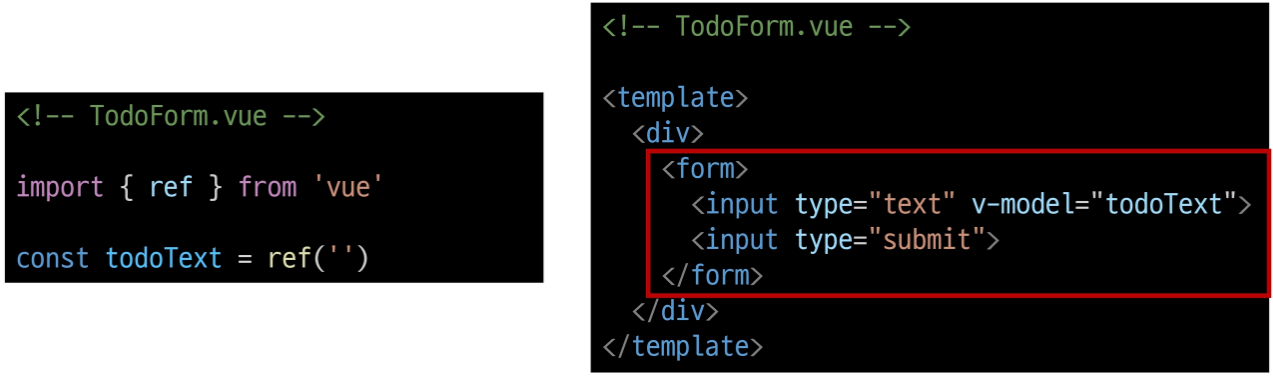 <!-- TodoForm.vue -->
import { ref } from 'vue'
const todoText = ref('')
<!-- TodoForm.vue -->
<template>
  <div>
    <form>
      <input type="text" v-model="todoText">
      <input type="submit">
    </form>
  </div>
</template>